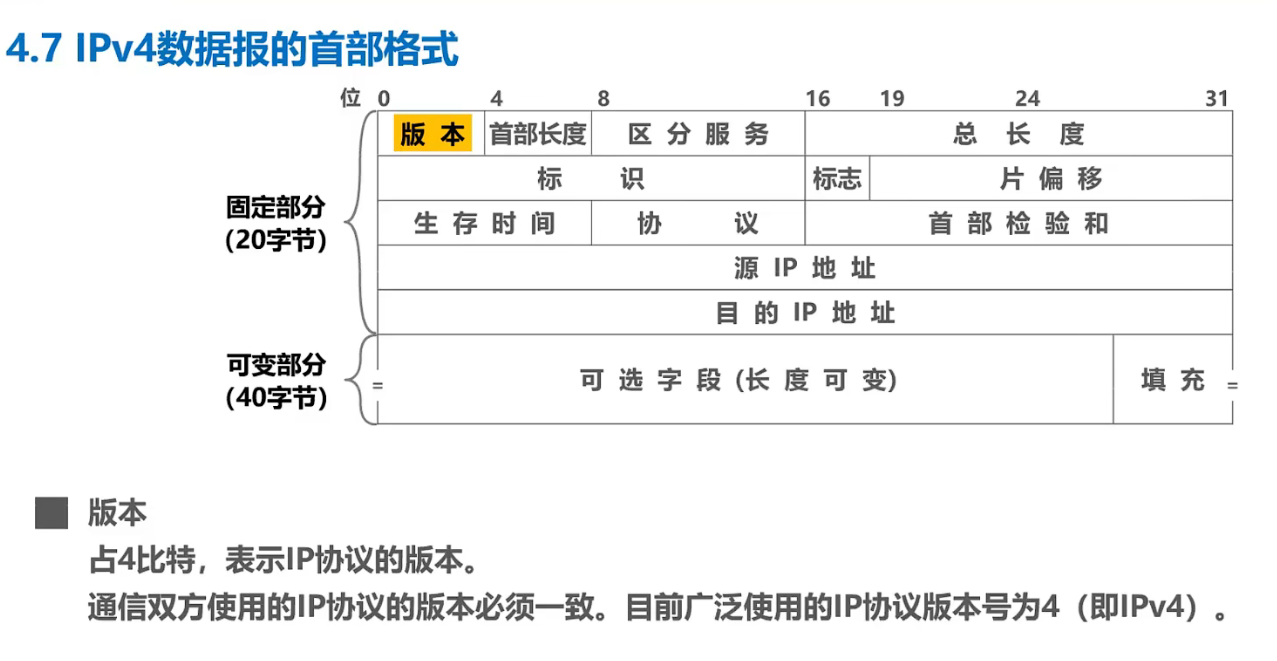 4.7 IPv4数据报的首部格式
位 0 4 8 16 19 24 31
版 本 首部长度 区 分 服 务 总 长 度
标 识 标志 片 偏 移
固定部分
(20字节)
生 存 时 间 协 议 首 部 检 验 和
源 IP 地 址
目 的 IP 地 址
可变部分
(40字节)
可 选 字 段 (长 度 可 变) 填 充
版本
占4比特，表示IP协议的版本。
通信双方使用的IP协议的版本必须一致。目前广泛使用的IP协议版本号为4（即IPv4）。